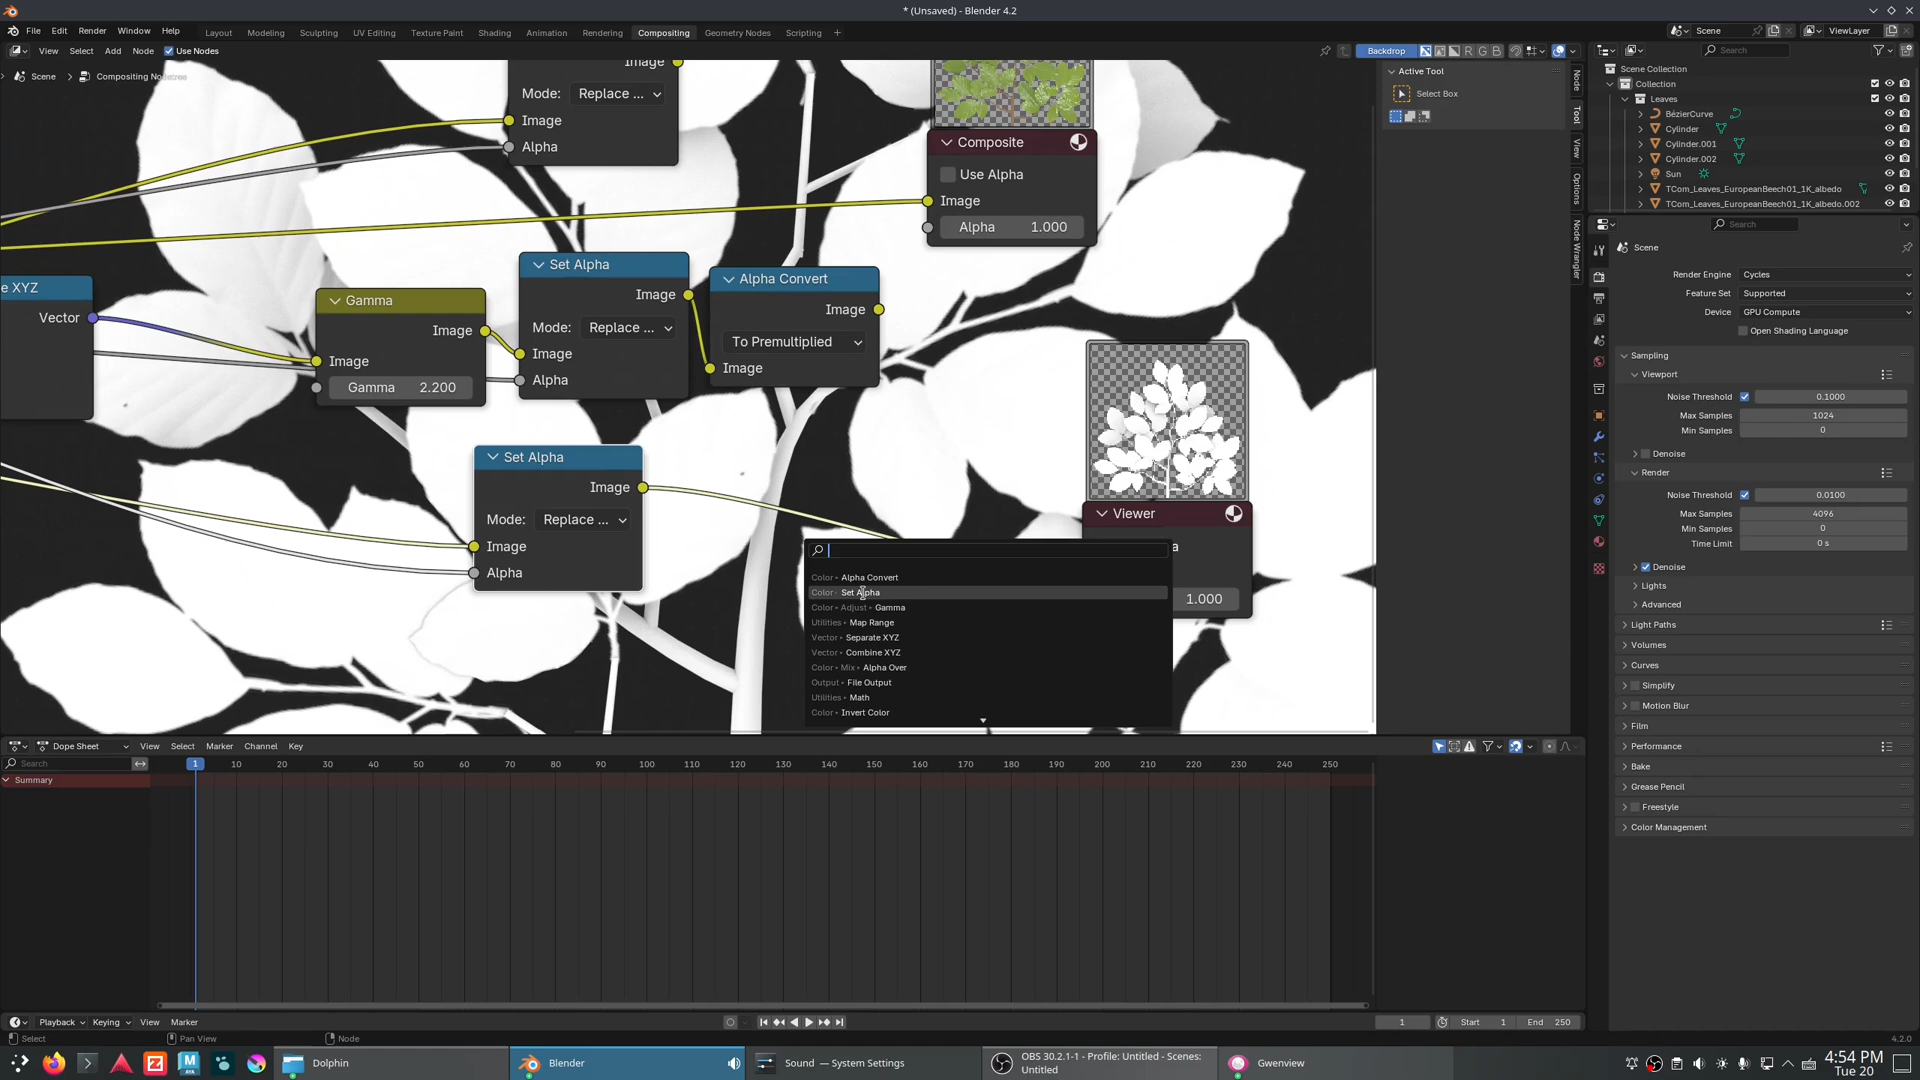 * (Unsaved) - Blender 4.2
File Edit Render Window Help
Layout Modeling Sculpting UV Editing Texture Paint Shading Animation Rendering Compositing Geometry Nodes Scripting +
Scene
ViewLayer
View Select Add Node Use Nodes
Backdrop
R G B
Search
Scene
Compositing Nodetree
Active Tool
Select Box
Node
Tool
View
Options
Node Wrangler
Scene Collection
Collection
Leaves
BézierCurve
Cylinder
Cylinder.001
Cylinder.002
Sun
TCom_Leaves_EuropeanBeech01_1K_albedo
TCom_Leaves_EuropeanBeech01_1K_albedo.002
Image
Mode: Replace ...
Image
Alpha
Composite
Use Alpha
Image
Alpha 1.000
e XYZ
Vector
Gamma
Image
Image
Gamma 2.200
Set Alpha
Image
Mode: Replace ...
Image
Alpha
Alpha Convert
Image
To Premultiplied
Image
Set Alpha
Image
Mode: Replace ...
Image
Alpha
Viewer
a
1.000
Color Alpha Convert
Color Set Alpha
Color Adjust Gamma
Utilities Map Range
Vector Separate XYZ
Vector Combine XYZ
Color Mix Alpha Over
Output File Output
Utilities Math
Color Invert Color
Search
Scene
Render Engine Cycles
Feature Set Supported
Device GPU Compute
Open Shading Language
Sampling
Viewport
Noise Threshold 0.1000
Max Samples 1024
Min Samples 0
Denoise
Render
Noise Threshold 0.0100
Max Samples 4096
Min Samples 0
Time Limit 0 s
Denoise
Lights
Advanced
Light Paths
Volumes
Curves
Simplify
Motion Blur
Film
Performance
Bake
Grease Pencil
Freestyle
Color Management
Dope Sheet View Select Marker Channel Key
Search
1 10 20 30 40 50 60 70 80 90 100 110 120 130 140 150 160 170 180 190 200 210 220 230 240 250
Summary
Playback Keying View Marker
1 Start 1 End 250
Select Pan View Node
4.2.0
Dolphin
Blender
Sound — System Settings
OBS 30.2.1-1 - Profile: Untitled - Scenes: Untitled
Gwenview
4:54 PM
Tue 20